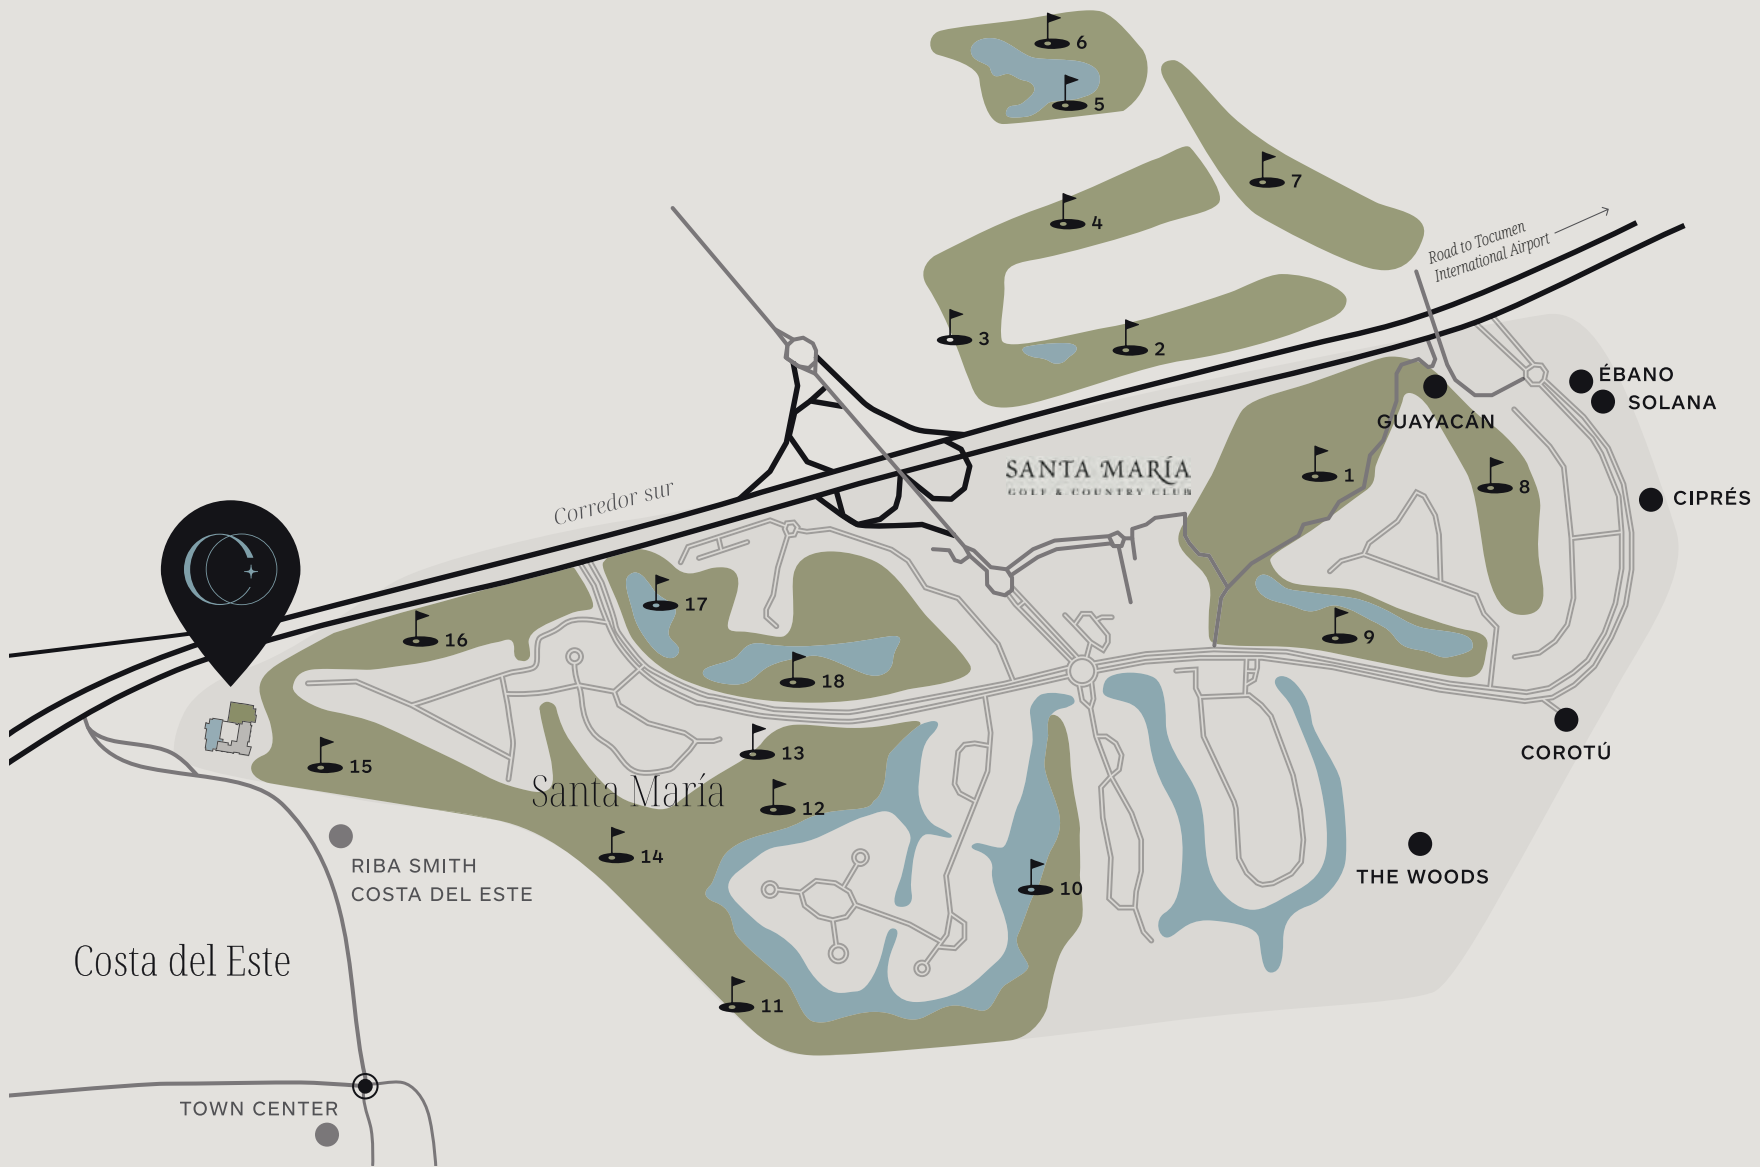 6
5
7
4
Road to Tocumen
International Airport
3
2
ÉBANO
SOLANA
GUAYACÁN
SANTA MARÍA
GOLF & COUNTRY CLUB
1
8
CIPRÉS
Corredor sur
17
16
9
18
COROTÚ
13
15
Santa María
12
14
RIBA SMITH
COSTA DEL ESTE
THE WOODS
10
Costa del Este
11
TOWN CENTER